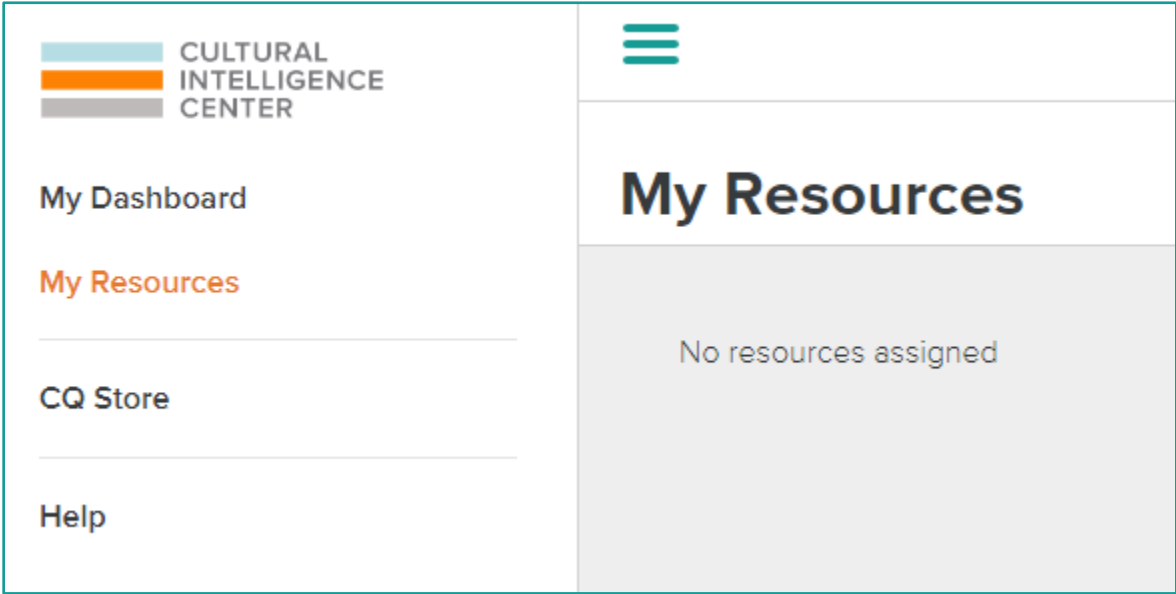 CULTURAL
INTELLIGENCE
CENTER
My Dashboard
My Resources
CQ Store
Help
My Resources
No resources assigned